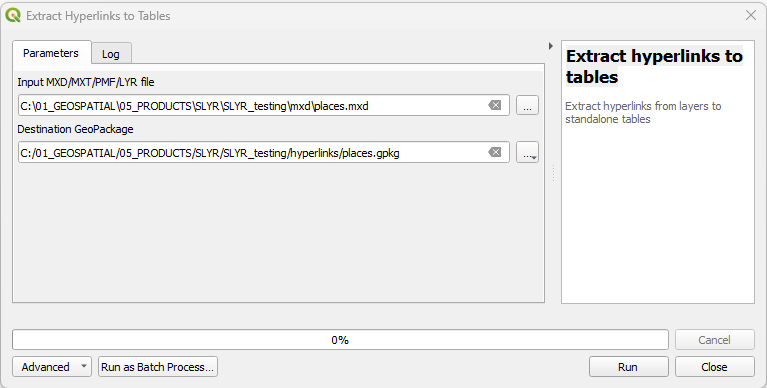 Extract Hyperlinks to Tables
Parameters
Log
Input MXD/MXT/PMF/LYR file
C:\01_GEOSPATIAL\05_PRODUCTS\SLYR\SLYR_testing\mxd\places.mxd
...
Destination GeoPackage
C:/01_GEOSPATIAL/05_PRODUCTS/SLYR/SLYR_testing/hyperlinks/places.gpkg
...
Extract hyperlinks to
tables
Extract hyperlinks from layers to
standalone tables
0%
Cancel
Advanced
Run as Batch Process...
Run
Close